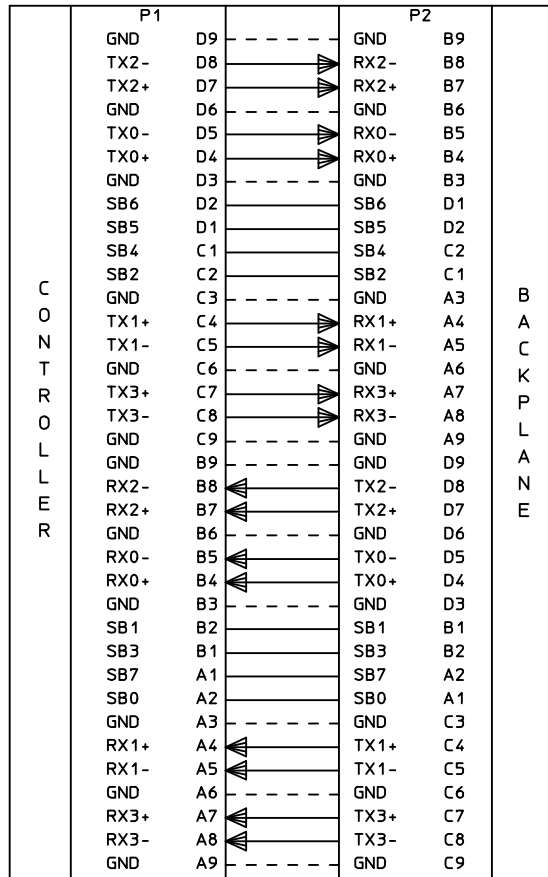 P1 P2
GND D9 GND B9
TX2- D8 RX2- B8
TX2+ D7 RX2+ B7
GND D6 GND B6
TX0- D5 RX0- B5
TX0+ D4 RX0+ B4
GND D3 GND B3
SB6 D2 SB6 D1
SB5 D1 SB5 D2
SB4 C1 SB4 C2
SB2 C2 SB2 C1
GND C3 GND A3
TX1+ C4 RX1+ A4
TX1- C5 RX1- A5
GND C6 GND A6
TX3+ C7 RX3+ A7
TX3- C8 RX3- A8
GND C9 GND A9
GND B9 GND D9
RX2- B8 TX2- D8
RX2+ B7 TX2+ D7
GND B6 GND D6
RX0- B5 TX0- D5
RX0+ B4 TX0+ D4
GND B3 GND D3
SB1 B2 SB1 B1
SB3 B1 SB3 B2
SB7 A1 SB7 A2
SB0 A2 SB0 A1
GND A3 GND C3
RX1+ A4 TX1+ C4
RX1- A5 TX1- C5
GND A6 GND C6
RX3+ A7 TX3+ C7
RX3- A8 TX3- C8
GND A9 GND C9
CONTROLLER
BACKPLANE